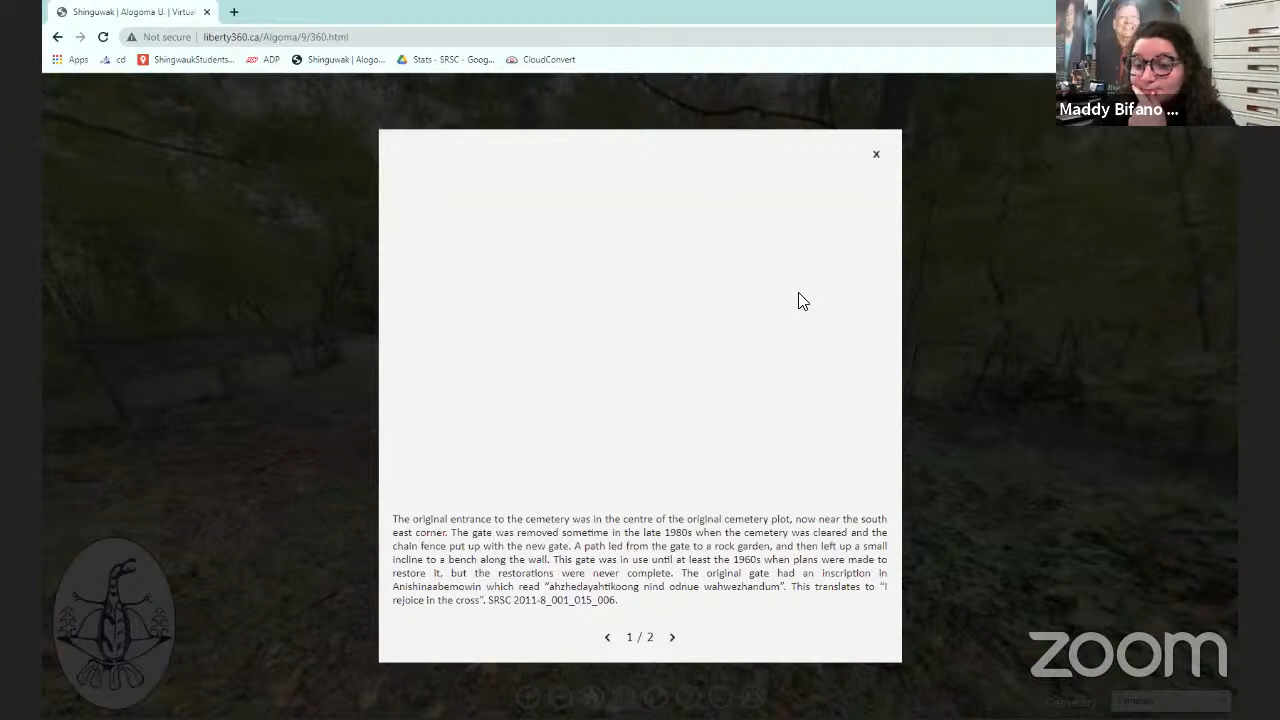 Shinguwak | Alogoma U. | Virtual
Not secure | liberty360.ca/Algoma/9/360.html
Apps cd ShingwaukStudents... ADP Shinguwak | Alogo... Stats - SRSC - Goog... CloudConvert
Maddy Bifano ...
x
The original entrance to the cemetery was in the centre of the original cemetery plot, now near the south
east corner. The gate was removed sometime in the late 1980s when the cemetery was cleared and the
chain fence put up with the new gate. A path led from the gate to a rock garden, and then left up a small
incline to a bench along the wall. This gate was in use until at least the 1960s when plans were made to
restore it, but the restorations were never complete. The original gate had an inscription in
Anishinaabemowin which read “ahzhedayahtikoong nind odnue wahwezhandum”. This translates to “I
rejoice in the cross”. SRSC 2011-8_001_015_006.
1 / 2
zoom
Cemetery